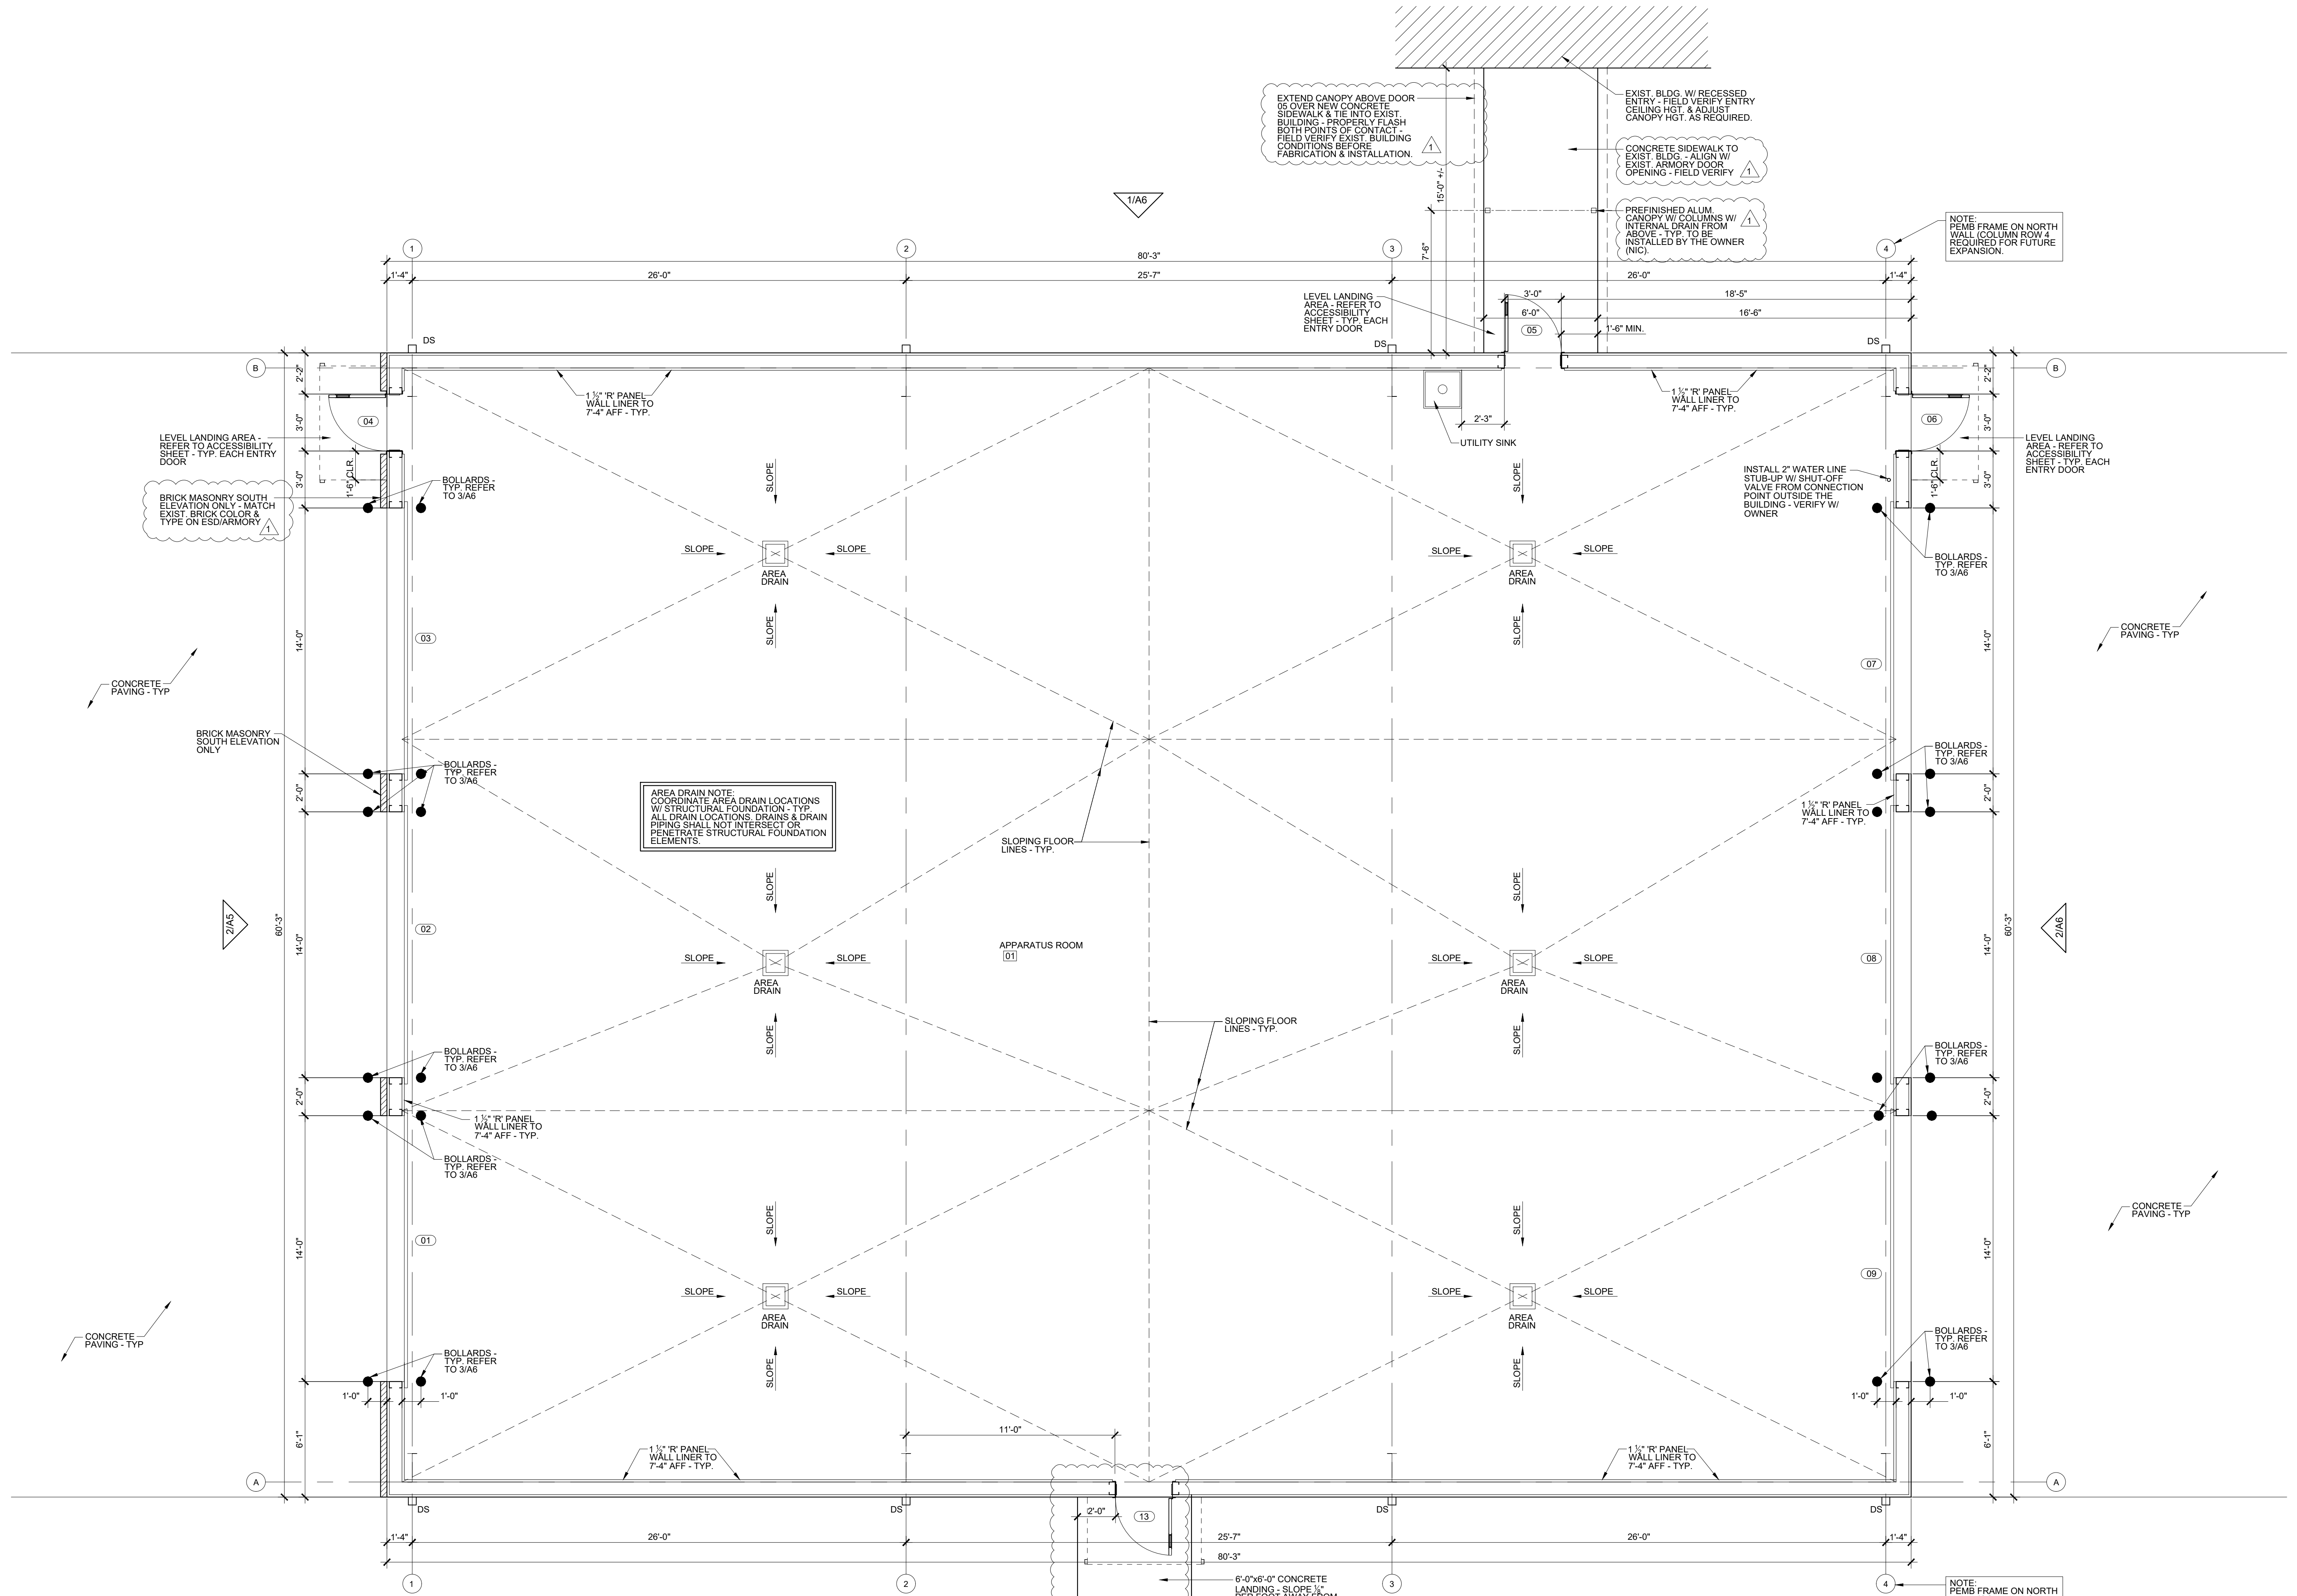 EXTEND CANOPY ABOVE DOOR
05 OVER NEW CONCRETE
SIDEWALK & TIE INTO EXIST.
BUILDING - PROPERLY FLASH
BOTH POINTS OF CONTACT -
FIELD VERIFY EXIST. BUILDING
CONDITIONS BEFORE
FABRICATION & INSTALLATION.
1
EXIST. BLDG. W/ RECESSED
ENTRY - FIELD VERIFY ENTRY
CEILING HGT. & ADJUST
CANOPY HGT. AS REQUIRED.
CONCRETE SIDEWALK TO
EXIST. BLDG. - ALIGN W/
EXIST. ARMORY DOOR
OPENING - FIELD VERIFY
1
15'-0" +/-
7'-6"
PREFINISHED ALUM.
CANOPY W/ COLUMNS W/
INTERNAL DRAIN FROM
ABOVE - TYP. TO BE
INSTALLED BY THE OWNER
(NIC).
1
NOTE:
PEMB FRAME ON NORTH
WALL (COLUMN ROW 4
REQUIRED FOR FUTURE
EXPANSION.
1/A6
1
2
3
4
80'-3"
1'-4"
26'-0"
25'-7"
26'-0"
1'-4"
LEVEL LANDING
AREA - REFER TO
ACCESSIBILITY
SHEET - TYP. EACH
ENTRY DOOR
3'-0"
18'-5"
6'-0"
16'-6"
05
1'-6" MIN.
DS
DS
DS
B
B
2'-2"
3'-0"
3'-0"
1'-6" CLR.
04
1 ½" 'R' PANEL
WALL LINER TO
7'-4" AFF - TYP.
1 ½" 'R' PANEL
WALL LINER TO
7'-4" AFF - TYP.
2'-3"
UTILITY SINK
06
2'-2"
3'-0"
3'-0"
1'-6" CLR.
LEVEL LANDING AREA -
REFER TO ACCESSIBILITY
SHEET - TYP. EACH ENTRY
DOOR
LEVEL LANDING
AREA - REFER TO
ACCESSIBILITY
SHEET - TYP. EACH
ENTRY DOOR
BRICK MASONRY SOUTH
ELEVATION ONLY - MATCH
EXIST. BRICK COLOR &
TYPE ON ESD/ARMORY
1
BOLLARDS -
TYP. REFER
TO 3/A6
INSTALL 2" WATER LINE
STUB-UP W/ SHUT-OFF
VALVE FROM CONNECTION
POINT OUTSIDE THE
BUILDING - VERIFY W/
OWNER
BOLLARDS -
TYP. REFER
TO 3/A6
SLOPE
SLOPE
SLOPE
SLOPE
SLOPE
SLOPE
AREA
DRAIN
AREA
DRAIN
SLOPE
SLOPE
14'-0"
03
07
14'-0"
CONCRETE
PAVING - TYP
CONCRETE
PAVING - TYP
BRICK MASONRY
SOUTH ELEVATION
ONLY
BOLLARDS -
TYP. REFER
TO 3/A6
BOLLARDS -
TYP. REFER
TO 3/A6
2'-0"
2'-0"
AREA DRAIN NOTE:
COORDINATE AREA DRAIN LOCATIONS
W/ STRUCTURAL FOUNDATION - TYP.
ALL DRAIN LOCATIONS. DRAINS & DRAIN
PIPING SHALL NOT INTERSECT OR
PENETRATE STRUCTURAL FOUNDATION
ELEMENTS.
SLOPING FLOOR
LINES - TYP.
1 ½" 'R' PANEL
WALL LINER TO
7'-4" AFF - TYP.
SLOPE
SLOPE
2/A5
60'-3"
14'-0"
02
APPARATUS ROOM
01
08
14'-0"
60'-3"
2/A6
SLOPE
SLOPE
SLOPE
SLOPE
AREA
DRAIN
AREA
DRAIN
SLOPE
SLOPE
SLOPING FLOOR
LINES - TYP.
BOLLARDS -
TYP. REFER
TO 3/A6
BOLLARDS -
TYP. REFER
TO 3/A6
2'-0"
2'-0"
1 ½" 'R' PANEL
WALL LINER TO
7'-4" AFF - TYP.
BOLLARDS -
TYP. REFER
TO 3/A6
SLOPE
SLOPE
CONCRETE
PAVING - TYP
14'-0"
01
09
14'-0"
SLOPE
SLOPE
SLOPE
SLOPE
AREA
DRAIN
AREA
DRAIN
SLOPE
SLOPE
CONCRETE
PAVING - TYP
BOLLARDS -
TYP. REFER
TO 3/A6
BOLLARDS -
TYP. REFER
TO 3/A6
1'-0"
1'-0"
1'-0"
1'-0"
6'-1"
6'-1"
11'-0"
1 ½" 'R' PANEL
WALL LINER TO
7'-4" AFF - TYP.
1 ½" 'R' PANEL
WALL LINER TO
7'-4" AFF - TYP.
A
A
DS
DS
DS
DS
2'-0"
13
1'-4"
26'-0"
25'-7"
26'-0"
1'-4"
80'-3"
1
2
3
4
6'-0"x6'-0" CONCRETE
LANDING - SLOPE ⅛"
PER FOOT AWAY FROM
NOTE:
PEMB FRAME ON NORTH